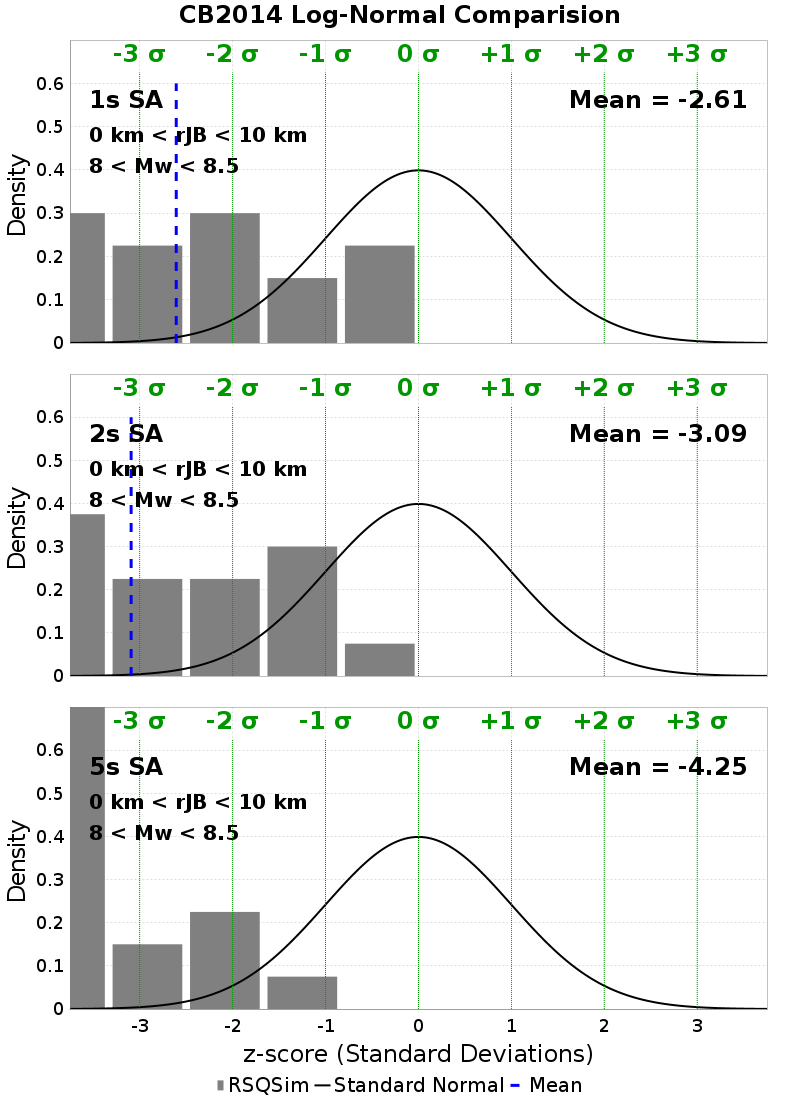 CB2014 Log-Normal Comparision
-3 σ -2 σ -1 σ 0 σ +1 σ +2 σ +3 σ
0.6
1s SA Mean = -2.61
0.5
0 km < rJB < 10 km
8 < Mw < 8.5
0.4
Density
0.3
0.2
0.1
0
-3 σ -2 σ -1 σ 0 σ +1 σ +2 σ +3 σ
0.6
2s SA Mean = -3.09
0.5
0 km < rJB < 10 km
8 < Mw < 8.5
0.4
Density
0.3
0.2
0.1
0
-3 σ -2 σ -1 σ 0 σ +1 σ +2 σ +3 σ
0.6
5s SA Mean = -4.25
0.5
0 km < rJB < 10 km
8 < Mw < 8.5
0.4
Density
0.3
0.2
0.1
0
-3 -2 -1 0 1 2 3
z-score (Standard Deviations)
RSQSim Standard Normal Mean